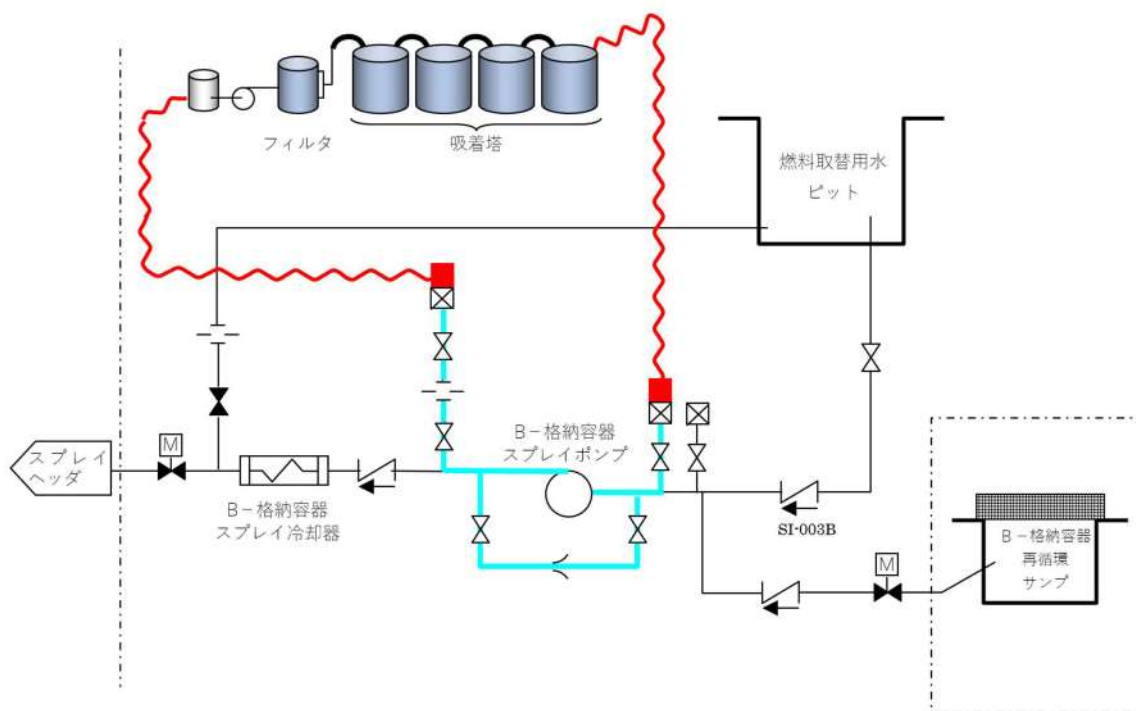 フィルタ
吸着塔
燃料取替用水
ピット
B-格納容器
スプレイポンプ
M
スプレイ
ヘッダ
B-格納容器
スプレイ冷却器
SI-003B
M
B-格納容器
再循環
サンプ